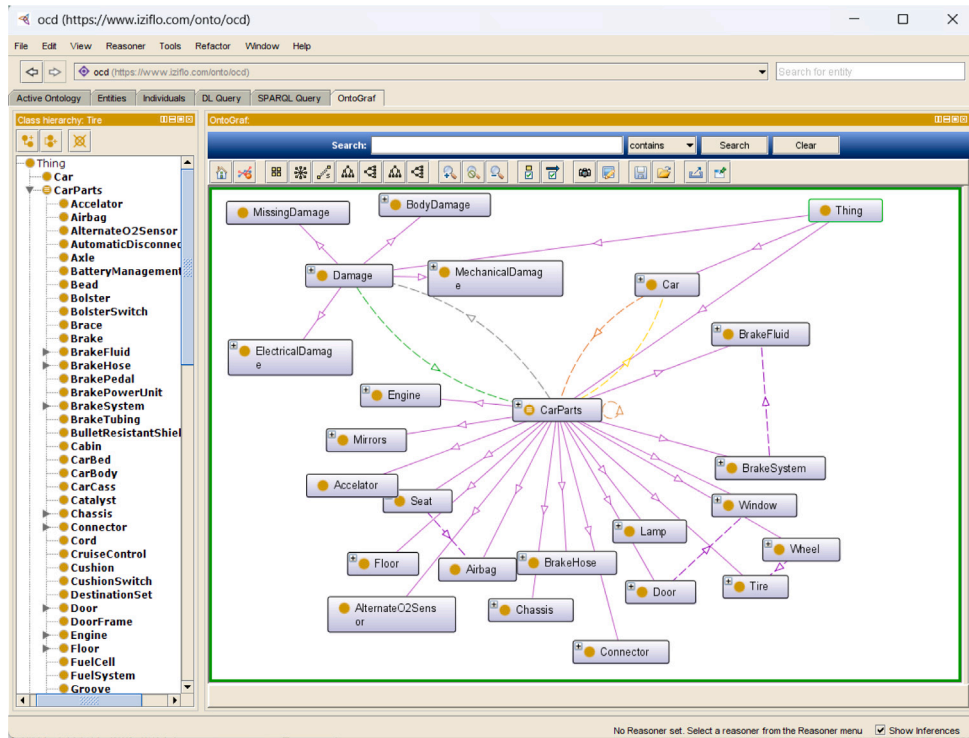 ocd (https://www.iziflo.com/onto/ocd)
File Edit View Reasoner Tools Refactor Window Help
ocd (https://www.iziflo.com/onto/ocd)
Search for entity
Active Ontology Entities Individuals DL Query SPARQL Query OntoGraf
Class hierarchy: Tire
Thing
Car
CarParts
Accelator
Airbag
AlternateO2Sensor
AutomaticDisconnec
Axle
BatteryManagement
Bead
Bolster
BolsterSwitch
Brace
Brake
BrakeFluid
BrakeHose
BrakePedal
BrakePowerUnit
BrakeSystem
BrakeTubing
BulletResistantShiel
Cabin
CarBed
CarBody
CarCass
Catalyst
Chassis
Connector
Cord
CruiseControl
Cushion
CushionSwitch
DestinationSet
Door
DoorFrame
Engine
Floor
FuelCell
FuelSystem
Groove
OntoGraf:
Search: contains Search Clear
MissingDamage
BodyDamage
Thing
Damage
MechanicalDamag
e
Car
BrakeFluid
ElectricalDamag
e
Engine
CarParts
Mirrors
BrakeSystem
Accelator
Seat
Window
Lamp
Wheel
Floor
Airbag
BrakeHose
Door
Tire
AlternateO2Sens
or
Chassis
Connector
No Reasoner set. Select a reasoner from the Reasoner menu
Show Inferences